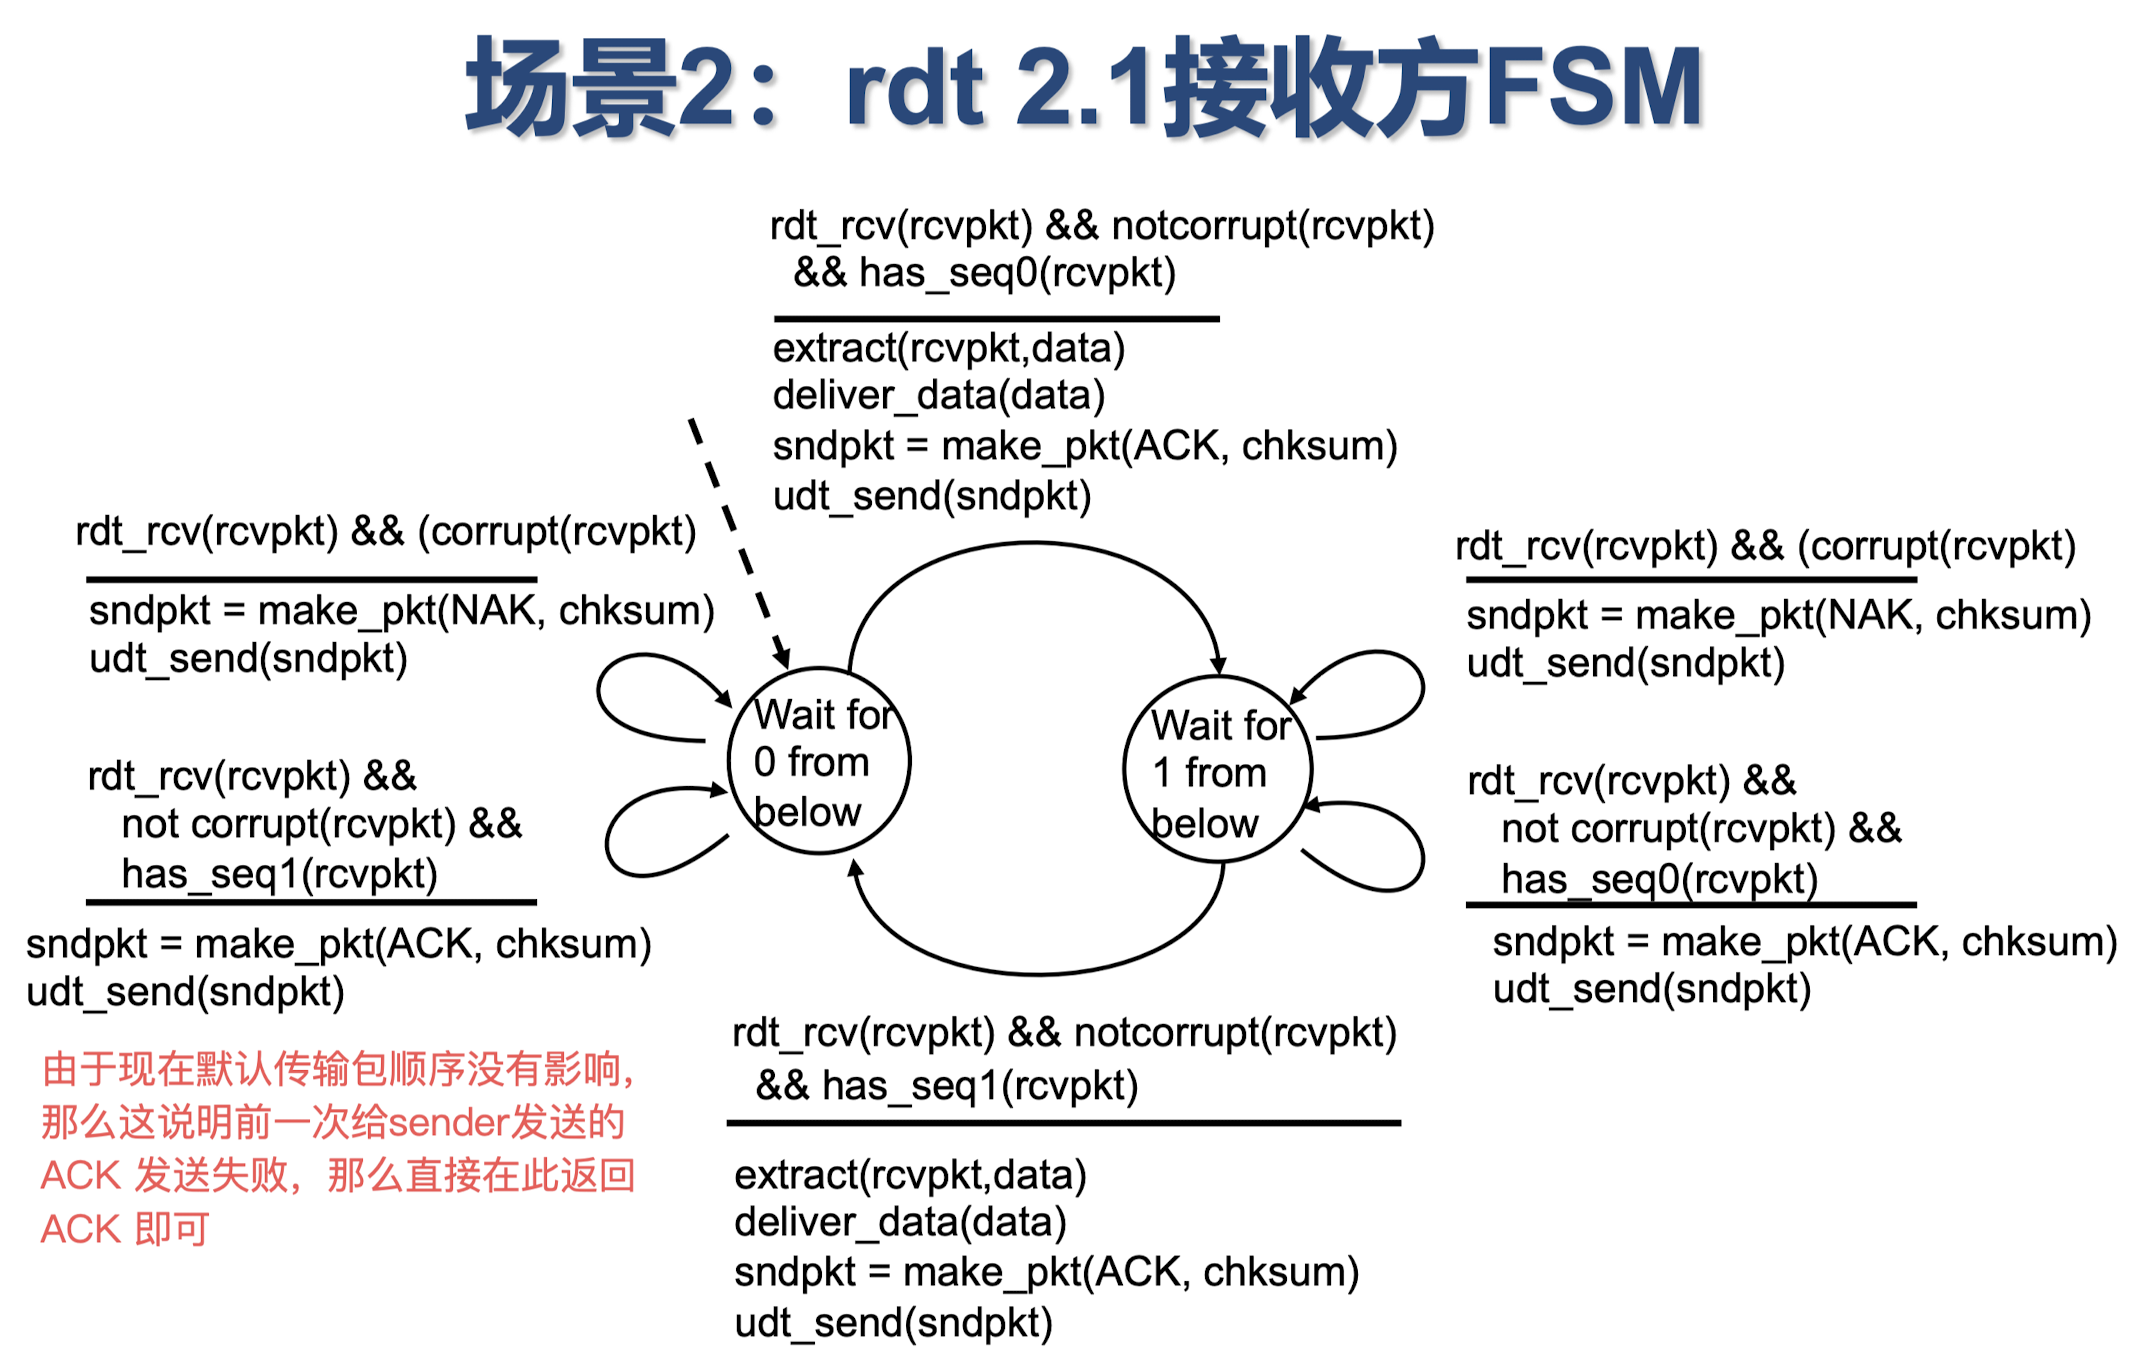 场景2：rdt 2.1接收方FSM
rdt_rcv(rcvpkt) && notcorrupt(rcvpkt)
&& has_seq0(rcvpkt)
extract(rcvpkt,data)
deliver_data(data)
sndpkt = make_pkt(ACK, chksum)
udt_send(sndpkt)
rdt_rcv(rcvpkt) && (corrupt(rcvpkt)
sndpkt = make_pkt(NAK, chksum)
udt_send(sndpkt)
rdt_rcv(rcvpkt) &&
not corrupt(rcvpkt) &&
has_seq1(rcvpkt)
sndpkt = make_pkt(ACK, chksum)
udt_send(sndpkt)
Wait for
0 from
below
Wait for
1 from
below
rdt_rcv(rcvpkt) && (corrupt(rcvpkt)
sndpkt = make_pkt(NAK, chksum)
udt_send(sndpkt)
rdt_rcv(rcvpkt) &&
not corrupt(rcvpkt) &&
has_seq0(rcvpkt)
sndpkt = make_pkt(ACK, chksum)
udt_send(sndpkt)
rdt_rcv(rcvpkt) && notcorrupt(rcvpkt)
&& has_seq1(rcvpkt)
extract(rcvpkt,data)
deliver_data(data)
sndpkt = make_pkt(ACK, chksum)
udt_send(sndpkt)
由于现在默认传输包顺序没有影响，
那么这说明前一次给sender发送的
ACK 发送失败，那么直接在此返回
ACK 即可